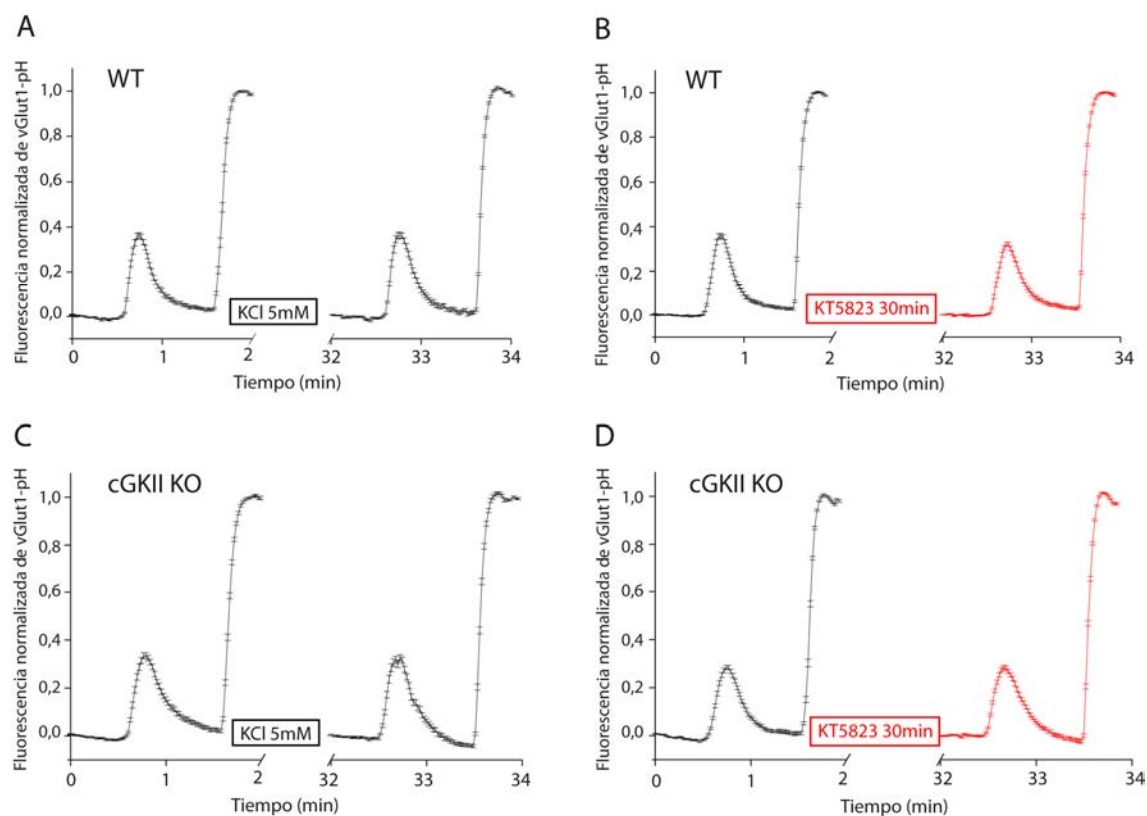 A
WT
Fluorescencia normalizada de vGlut1-pH
1,0
0,8
0,6
0,4
0,2
0,0
KCl 5mM
0
1
2
32
33
34
Tiempo (min)
B
WT
Fluorescencia normalizada de vGlut1-pH
1,0
0,8
0,6
0,4
0,2
0,0
KT5823 30min
0
1
2
32
33
34
Tiempo (min)
C
cGKII KO
Fluorescencia normalizada de vGlut1-pH
1,0
0,8
0,6
0,4
0,2
0,0
KCl 5mM
0
1
2
32
33
34
Tiempo (min)
D
cGKII KO
Fluorescencia normalizada de vGlut1-pH
1,0
0,8
0,6
0,4
0,2
0,0
KT5823 30min
0
1
2
32
33
34
Tiempo (min)